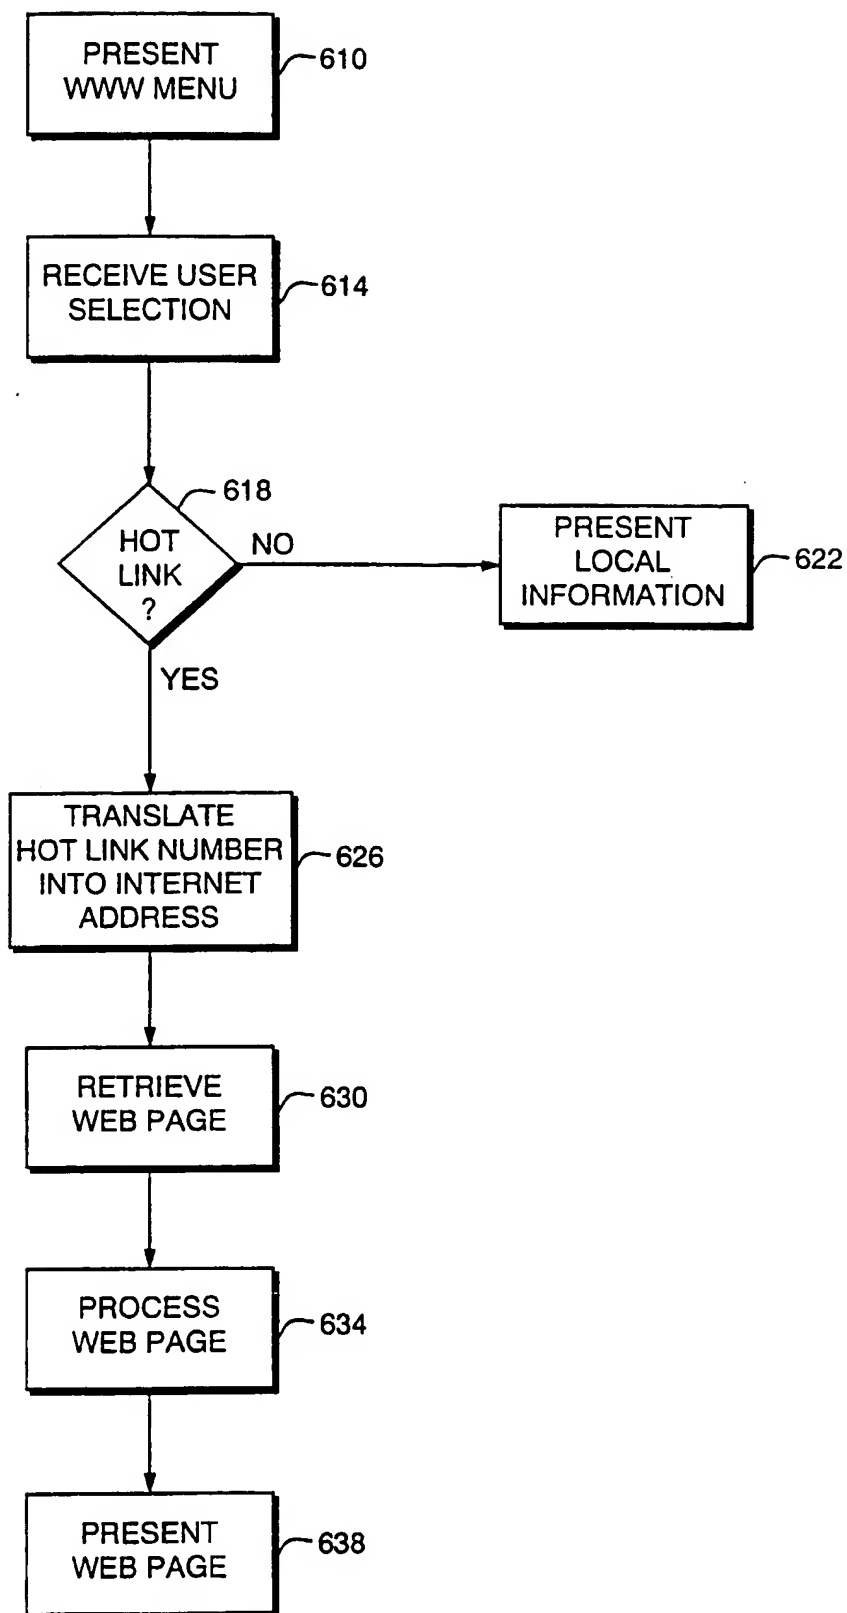 PRESENT
WWW MENU
610
RECEIVE USER
SELECTION
614
618
HOT
LINK
?
NO
PRESENT
LOCAL
INFORMATION
622
YES
TRANSLATE
HOT LINK NUMBER
INTO INTERNET
ADDRESS
626
RETRIEVE
WEB PAGE
630
PROCESS
WEB PAGE
634
PRESENT
WEB PAGE
638